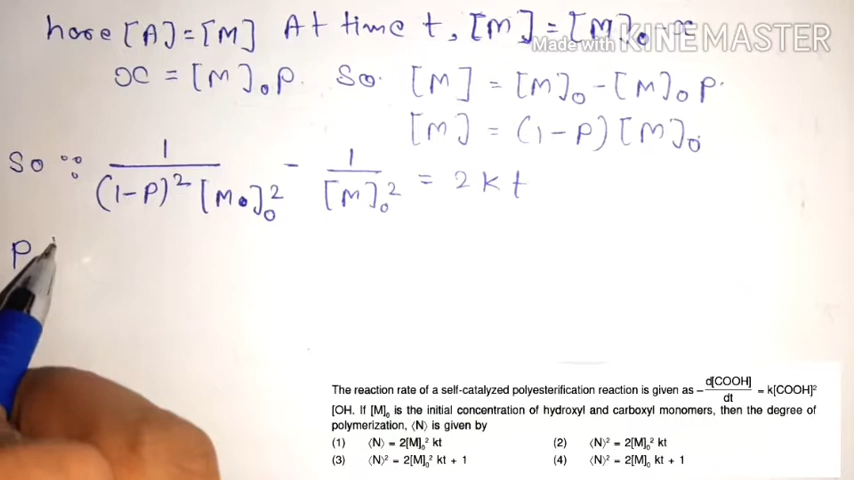 hare [A] = [M] At time t, [M] = [M]₀ - x
Made with KINEMASTER
x = [M]₀p. So. [M] = [M]₀ - [M]₀ p.
[M] = (1-P) [M]₀
So ∴ 1/((1-P)² [M]₀²) - 1/[M]₀² = 2kt
P
The reaction rate of a self-catalyzed polyesterification reaction is given as -d[COOH]/dt = k[COOH]²
[OH. If [M]₀ is the initial concentration of hydroxyl and carboxyl monomers, then the degree of
polymerization, ⟨N⟩ is given by
(1) ⟨N⟩ = 2[M]₀² kt (2) ⟨N⟩² = 2[M]₀² kt
(3) ⟨N⟩² = 2[M]₀² kt + 1 (4) ⟨N⟩² = 2[M]₀ kt + 1